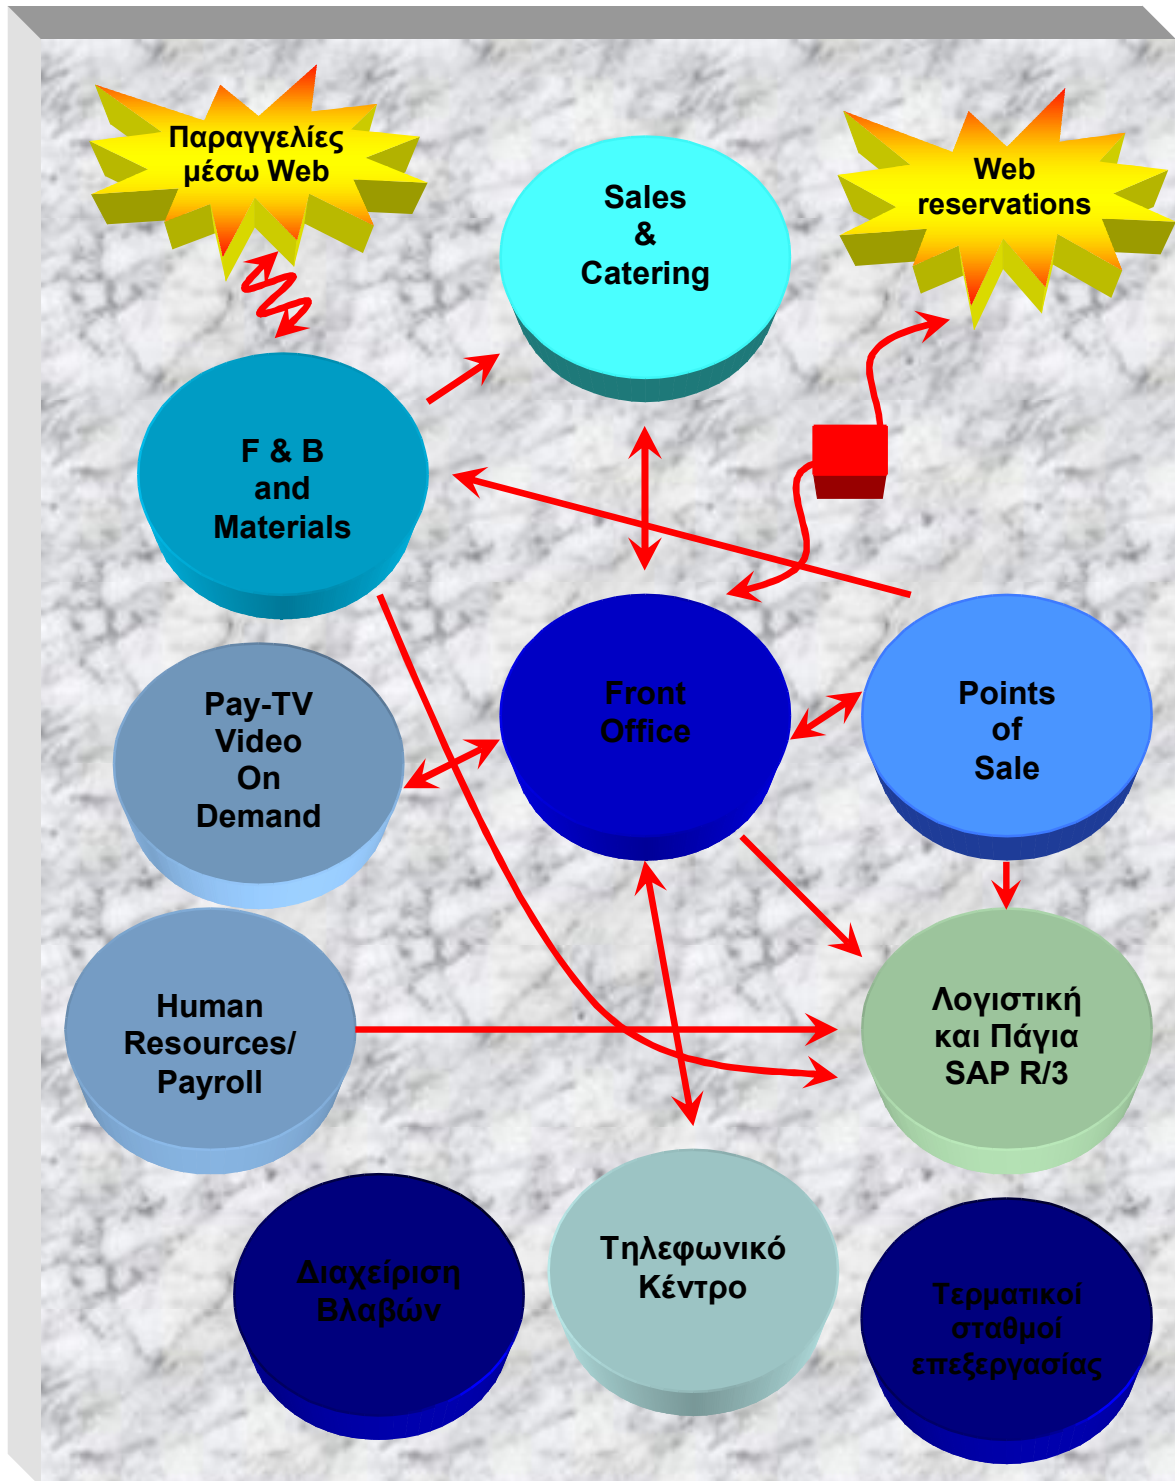 Παραγγελίες
μέσω Web
Sales
&
Catering
Web
reservations
F & B
and
Materials
Pay-TV
Video
On
Demand
Front
Office
Points
of
Sale
Human
Resources/
Payroll
Λογιστική
και Πάγια
SAP R/3
Διαχείριση
Βλαβών
Τηλεφωνικό
Κέντρο
Τερματικοί
σταθμοί
επεξεργασίας